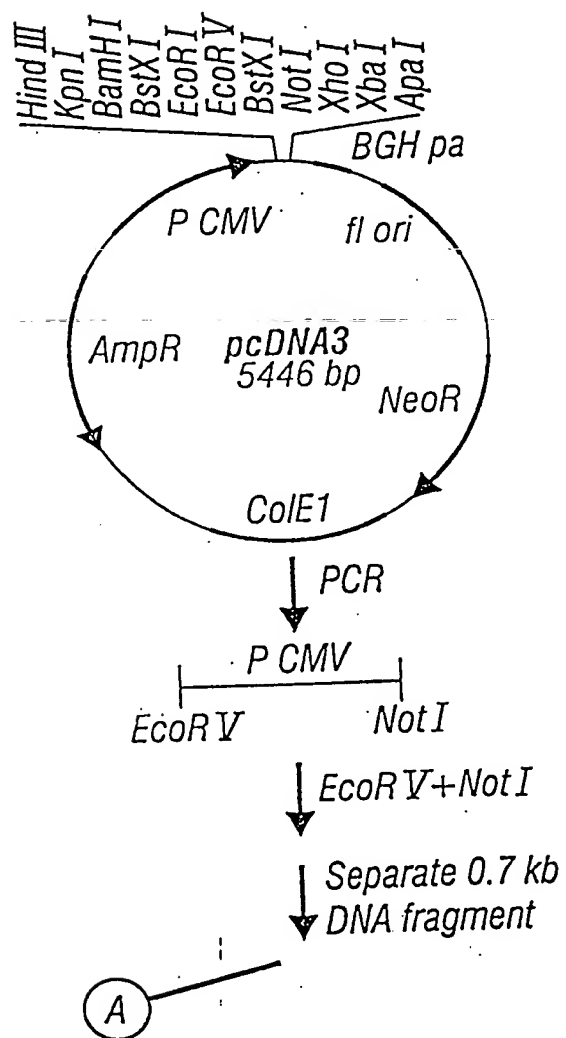 Hind III
Kpn I
BamH I
BstX I
EcoR I
EcoR V
BstX I
Not I
Xho I
Xba I
Apa I
BGH pa
P CMV
fl ori
AmpR
pcDNA3
5446 bp
NeoR
ColE1
PCR
P CMV
EcoR V
Not I
EcoR V+Not I
Separate 0.7 kb
DNA fragment
A